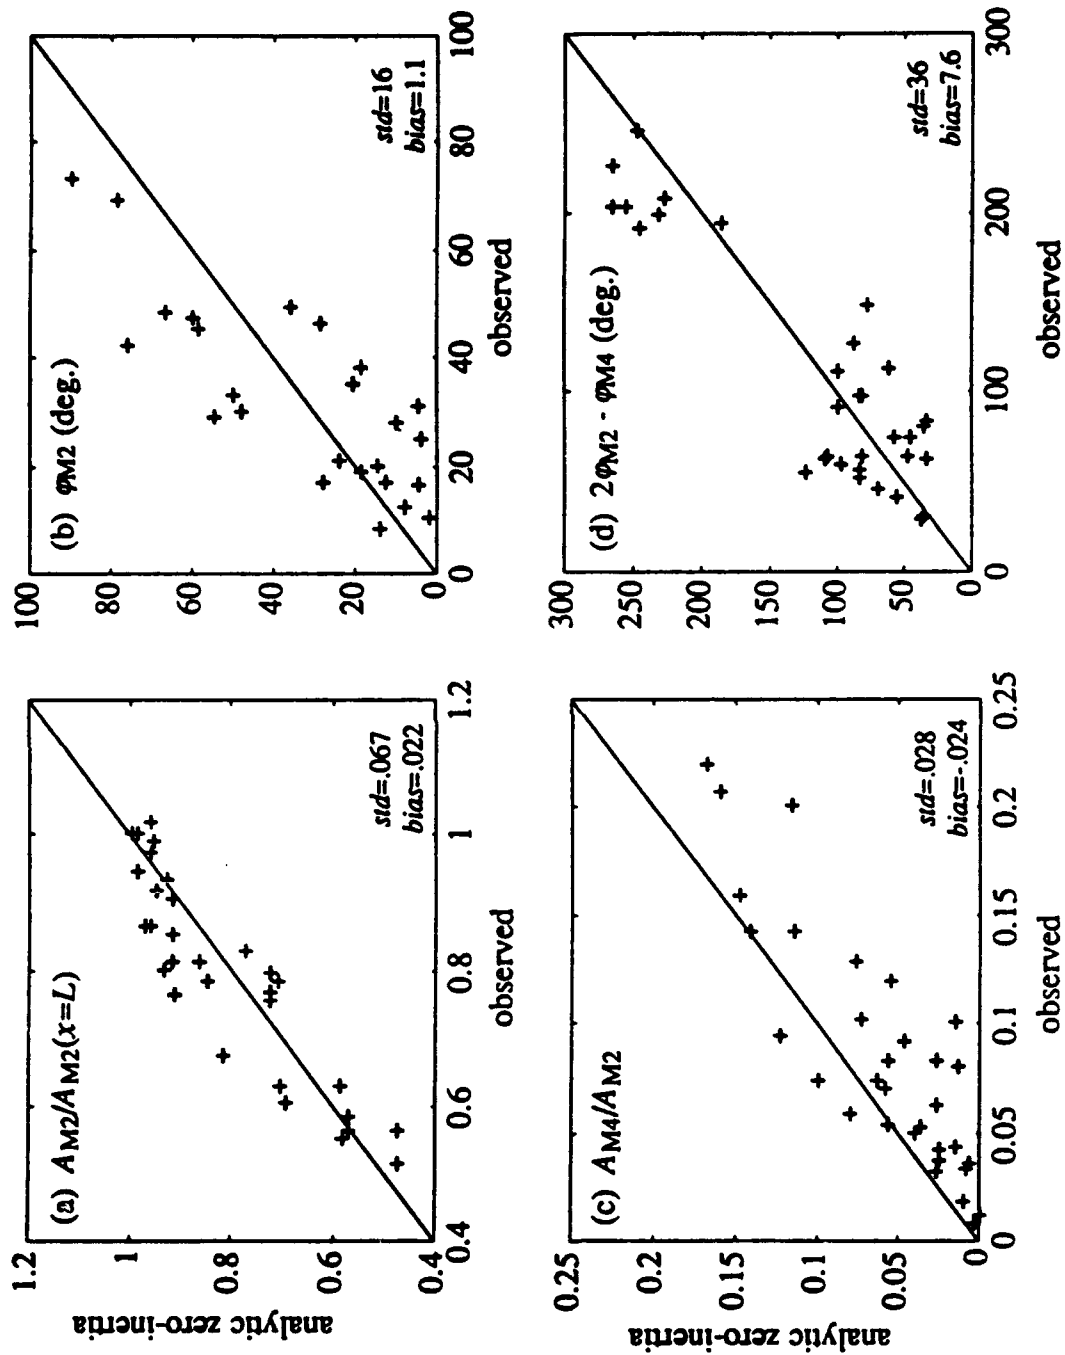 (a) AM2/AM2(x=L)
analytic zero-inertia
1.2
1
0.8
0.6
0.4
std=.067
bias=.022
0.4
0.6
0.8
1
1.2
observed
(b) φM2 (deg.)
100
80
60
40
20
0
std=16
bias=1.1
0
20
40
60
80
100
observed
(c) AM4/AM2
analytic zero-inertia
0.25
0.2
0.15
0.1
0.05
0
std=.028
bias=-.024
0
0.05
0.1
0.15
0.2
0.25
observed
(d) 2φM2 - φM4 (deg.)
300
250
200
150
100
50
0
std=36
bias=7.6
0
100
200
300
observed